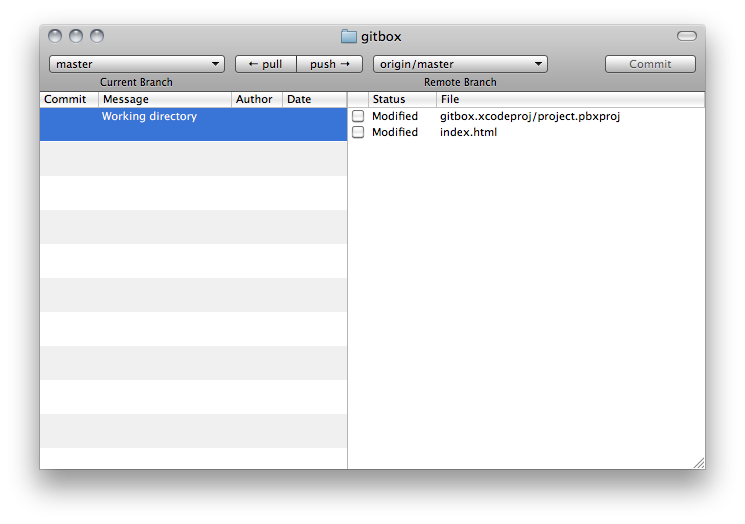 gitbox
master ← pull push → origin/master Commit
Current Branch Remote Branch
Commit Message Author Date Status File
Working directory Modified gitbox.xcodeproj/project.pbxproj
Modified index.html